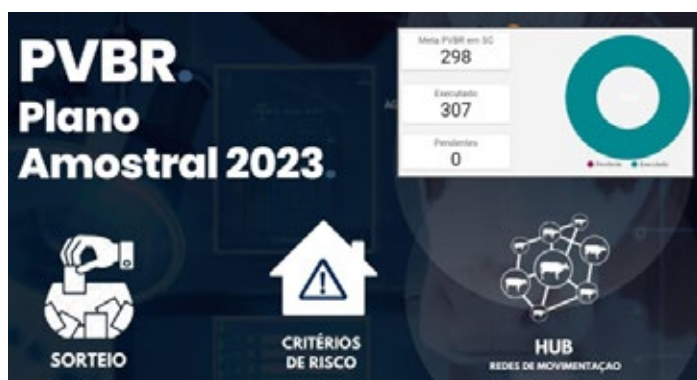 PVBR.
Plano
Amostral 2023.
Meta PVBR em SC
298
Executado
307
Pendentes
0
Pendente Executado
SORTEIO
CRITÉRIOS
DE RISCO
HUB
REDES DE MOVIMENTAÇAO